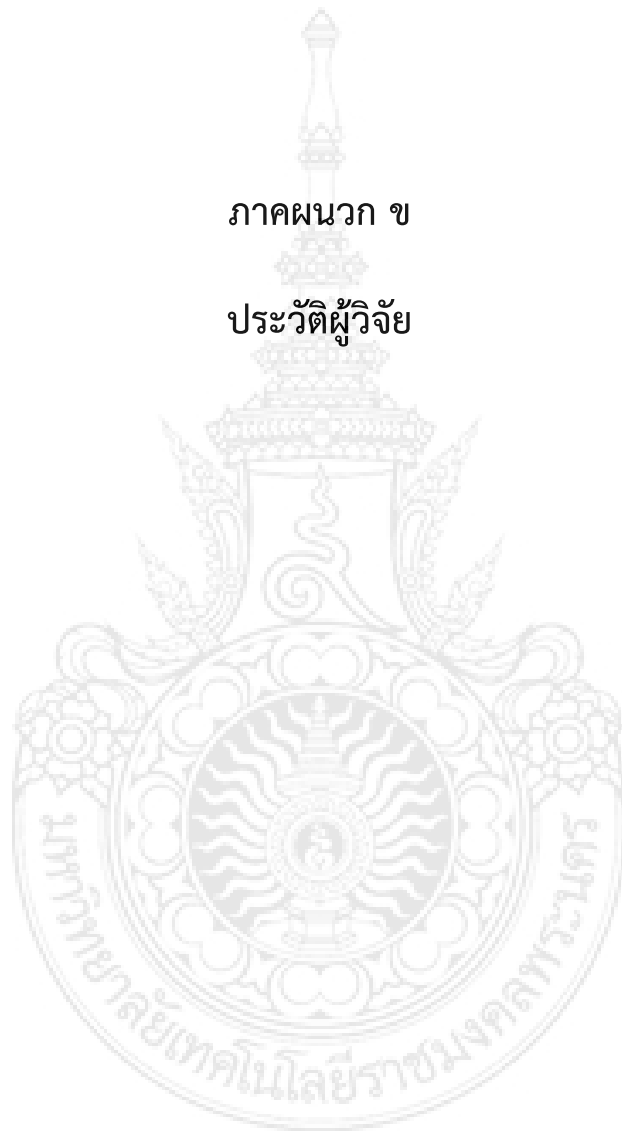 ภาคผนวก ข
ประวัติผู้วิจัย
มหาวิทยาลัยเทคโนโลยีราชมงคลพระนคร